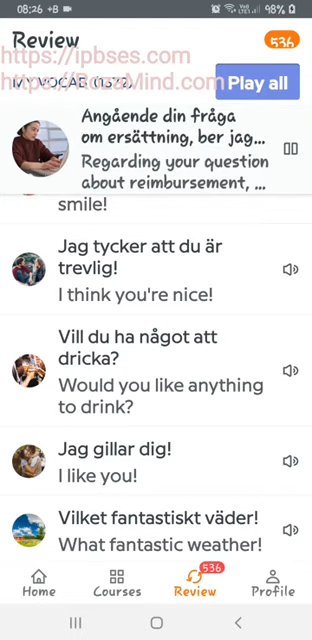 08:26 +B
98%
Review
536
https://ipbses.com
https://RosaMind.com
Play all
Angående din fråga
om ersättning, ber jag...
Regarding your question
about reimbursement, ...
smile!
Jag tycker att du är
trevlig!
I think you're nice!
Vill du ha något att
dricka?
Would you like anything
to drink?
Jag gillar dig!
I like you!
Vilket fantastiskt väder!
What fantastic weather!
536
Home
Courses
Review
Profile